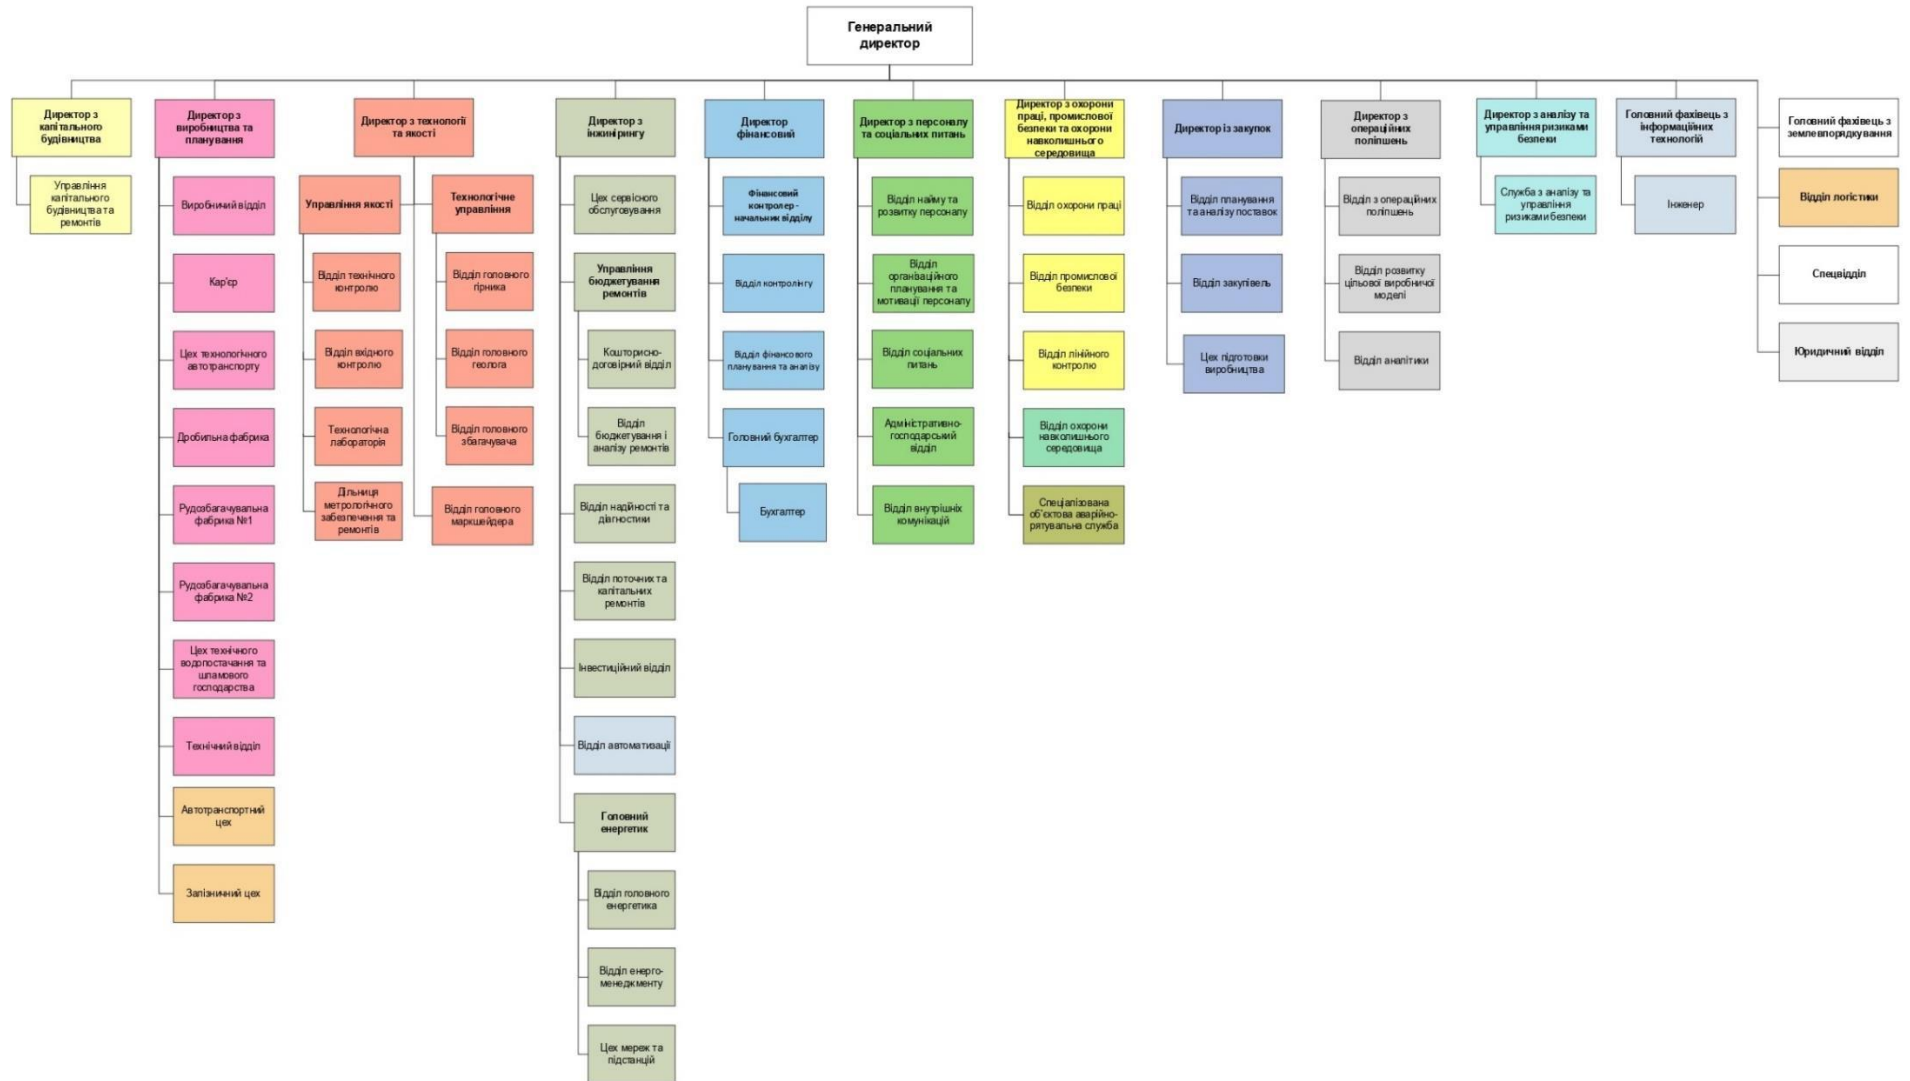 Генеральний
директор
Директор з
капітального
будівництва
Управління
капітального
будівництва та
ремонтів
Директор з
виробництва та
планування
Виробничий відділ
Кар'єр
Цех технологічного
автотранспорту
Дробильна фабрика
Рудозбагачувальна
фабрика №1
Рудозбагачувальна
фабрика №2
Цех технічного
водопостачання та
шламового
господарства
Технічний відділ
Автотранспортний
цех
Залізничний цех
Директор з технології
та якості
Управління якості
Відділ технічного
контролю
Відділ вхідного
контролю
Технологічна
лабораторія
Дільниця
метрологічного
забезпечення та
ремонтів
Технологічне
управління
Відділ головного
гірника
Відділ головного
геолога
Відділ головного
збагачувача
Відділ головного
маркшейдера
Директор з
інжинірингу
Цех сервісного
обслуговування
Управління
бюджетування
ремонтів
Кошторисно-
договірний відділ
Відділ
бюджетування і
аналізу ремонтів
Відділ надійності та
діагностики
Відділ поточних та
капітальних
ремонтів
Інвестиційний відділ
Відділ автоматизації
Головний
енергетик
Відділ головного
енергетика
Відділ енерго-
менеджменту
Цех мереж та
підстанцій
Директор
фінансовий
Фінансовий
контролер -
начальник відділу
Відділ контролінгу
Відділ фінансового
планування та аналізу
Головний бухгалтер
Бухгалтер
Директор з персоналу
та соціальних питань
Відділ найму та
розвитку персоналу
Відділ
організаційного
планування та
мотивації персоналу
Відділ соціальних
питань
Адміністративно-
господарський
відділ
Відділ внутрішніх
комунікацій
Директор з охорони
праці, промислової
безпеки та охорони
навколишнього
середовища
Відділ охорони праці
Відділ промислової
безпеки
Відділ лінійного
контролю
Відділ охорони
навколишнього
середовища
Спеціалізована
об'єктова аварійно-
рятувальна служба
Директор із закупок
Відділ планування
та аналізу поставок
Відділ закупівель
Цех підготовки
виробництва
Директор з
операційних
поліпшень
Відділ з операційних
поліпшень
Відділ розвитку
цільової виробничої
моделі
Відділ аналітики
Директор з аналізу та
управління ризиками
безпеки
Служба з аналізу та
управління
ризиками безпеки
Головний фахівець з
інформаційних
технологій
Інженер
Головний фахівець з
землевпорядкування
Відділ логістики
Спецвідділ
Юридичний відділ